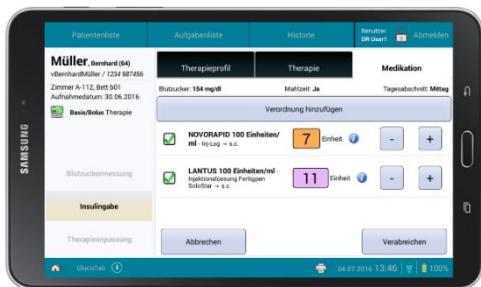 Patientenliste
Aufgabenliste
Historie
Benutzer:
DR User1
Abmelden
Müller, Bernhard (64)
vBernhardMüller / 1234 987456
Zimmer A-112, Bett b01
Aufnahmedatum: 30.06.2016
Basis/Bolus Therapie
Blutzuckermessung
Insulingabe
Therapieanpassung
Therapieprofil
Therapie
Medikation
Blutzucker: 154 mg/dl
Mahlzeit: Ja
Tagesabschnitt: Mittag
Verordnung hinzufügen
NOVORAPID 100 Einheiten/
ml - Inj-Lsg → s.c.
7 Einheit
-
+
LANTUS 100 Einheiten/ml -
Injektionsloesung Fertigpen
SoloStar → s.c.
11 Einheit
-
+
Abbrechen
Verabreichen
GlucoTab
04.07.2016 13:46
100%
SAMSUNG